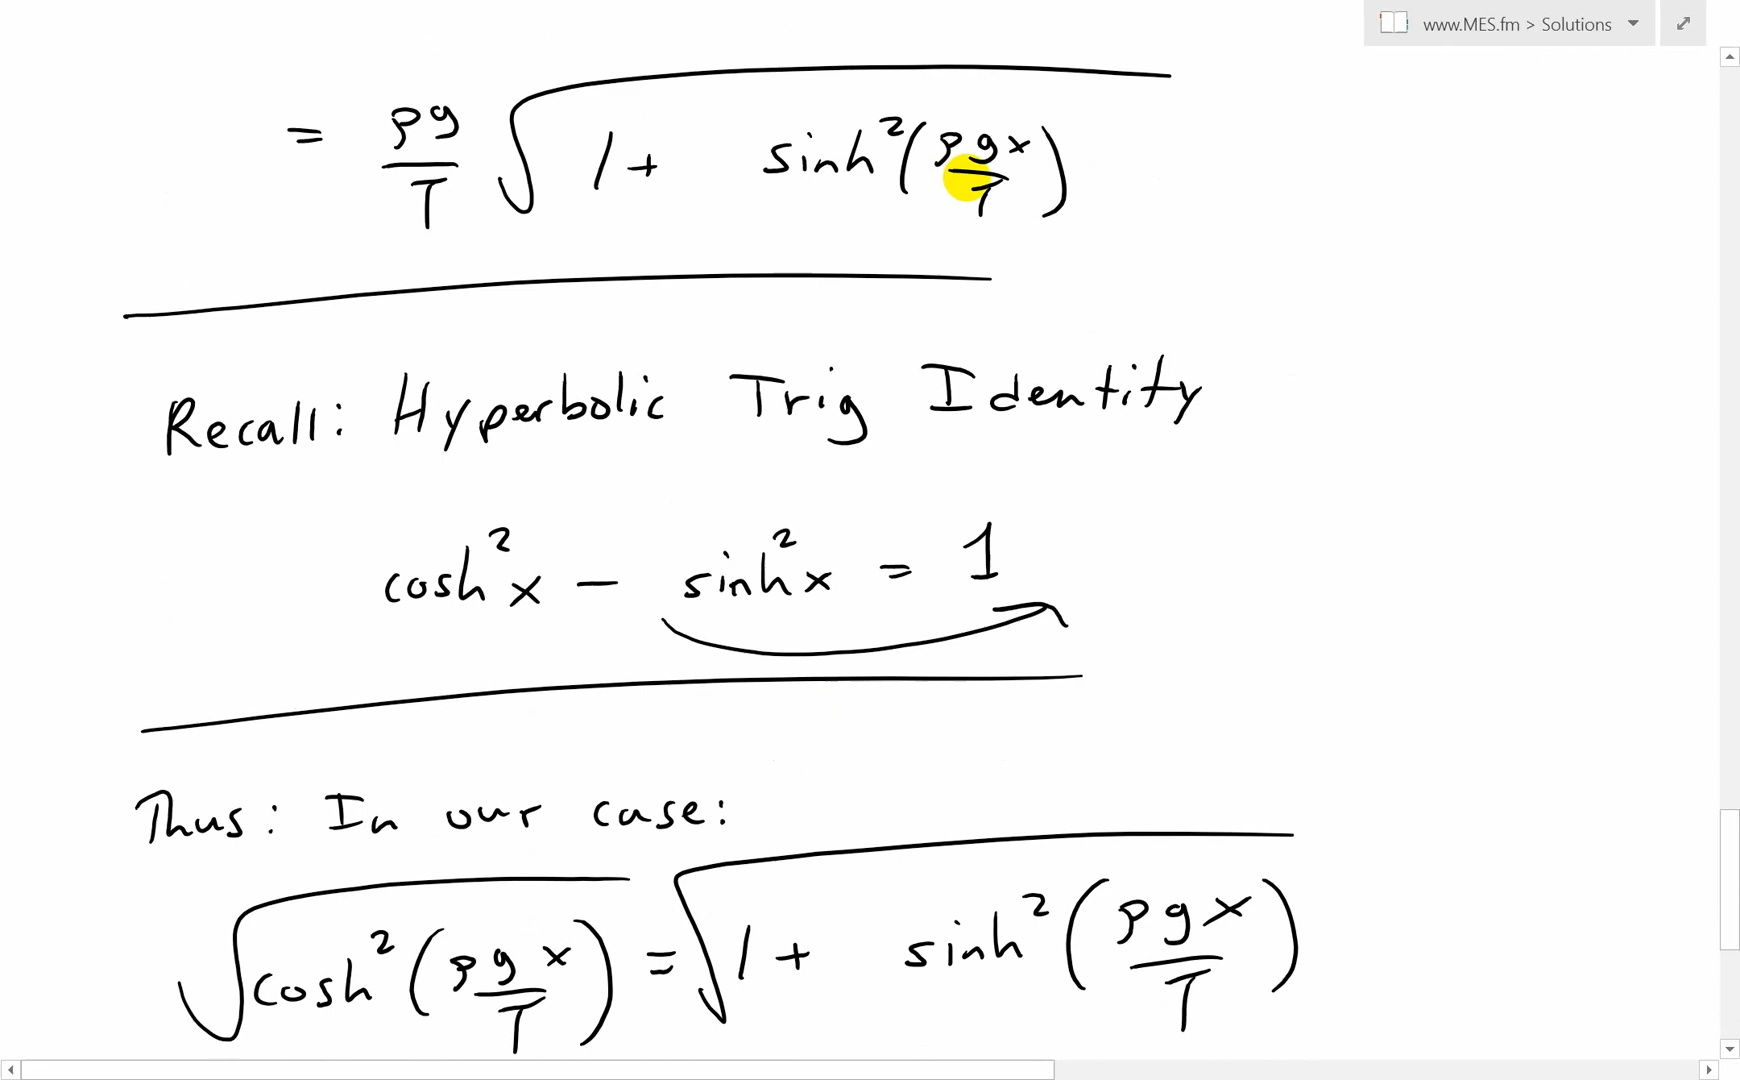 www.MES.fm > Solutions
= ρg/T √(1 + sinh²(ρgx/T))
Recall: Hyperbolic Trig Identity
cosh²x − sinh²x = 1
Thus: In our case:
√(cosh²(ρgx/T)) = √(1 + sinh²(ρgx/T))